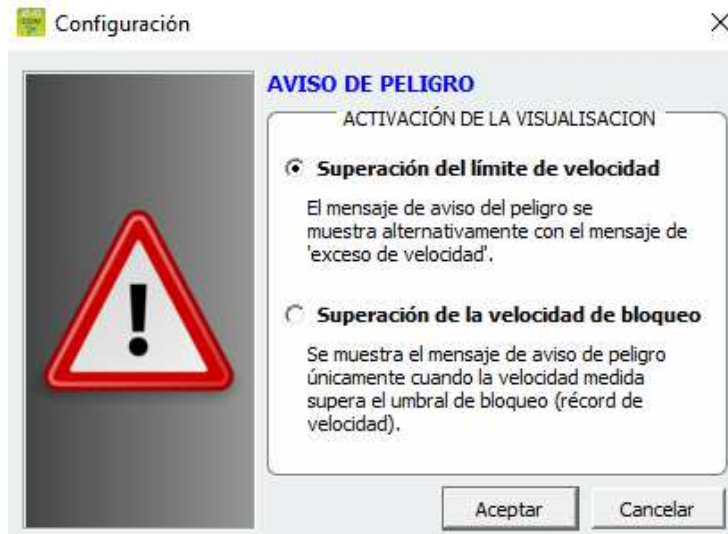 Configuración
AVISO DE PELIGRO
ACTIVACIÓN DE LA VISUALISACION
Superación del límite de velocidad
El mensaje de aviso del peligro se
muestra alternativamente con el mensaje de
'exceso de velocidad'.
Superación de la velocidad de bloqueo
Se muestra el mensaje de aviso de peligro
únicamente cuando la velocidad medida
supera el umbral de bloqueo (récord de
velocidad).
Aceptar
Cancelar